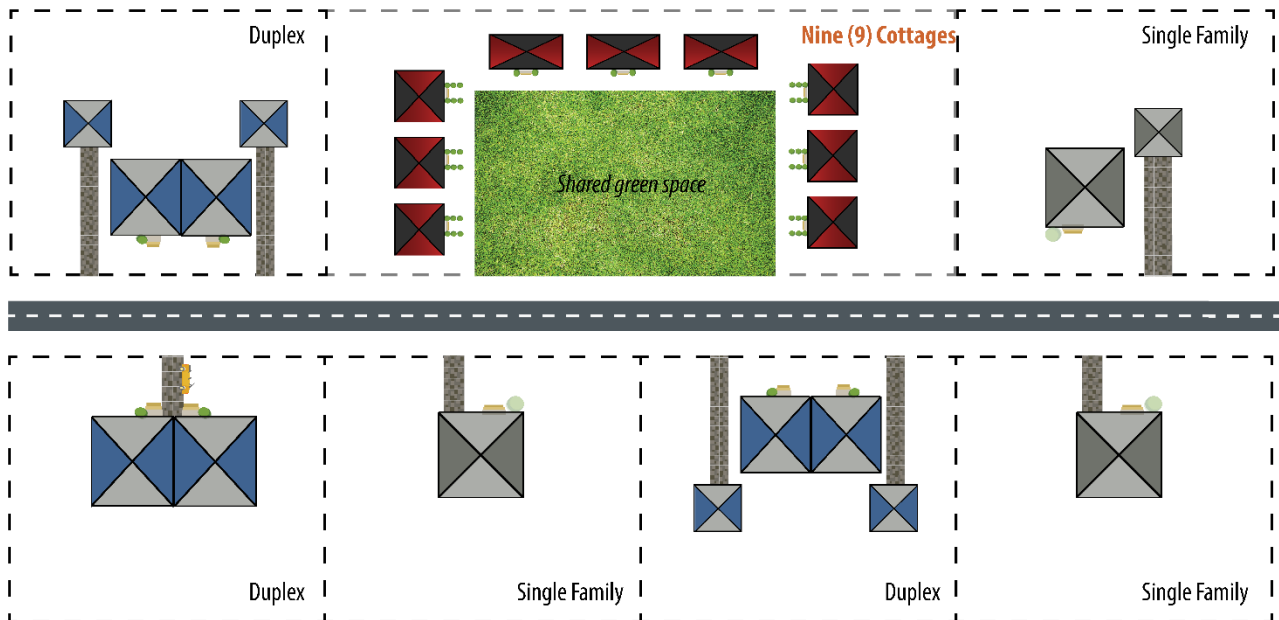 Duplex
Nine (9) Cottages
Single Family
Shared green space
Duplex
Single Family
Duplex
Single Family